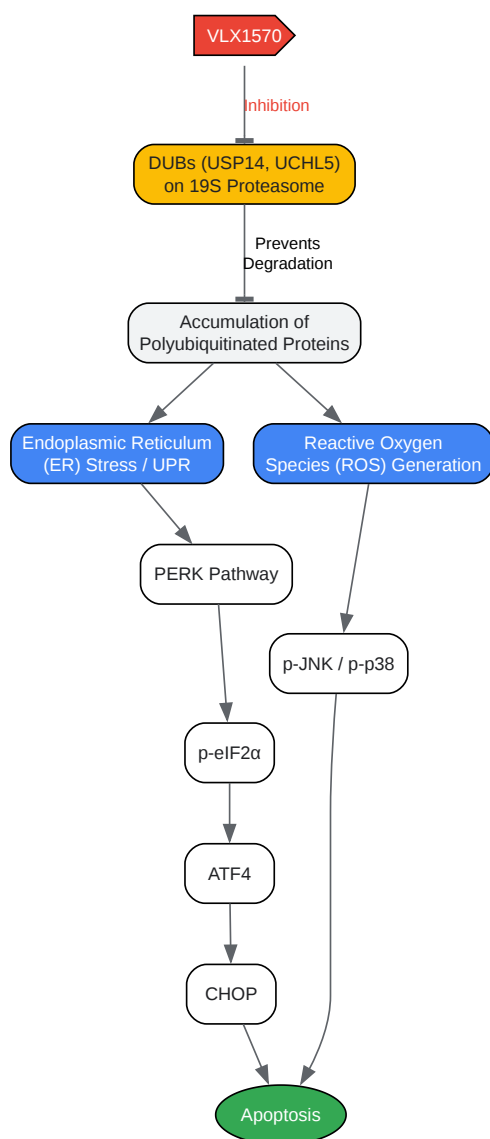 VLX1570
Inhibition
DUBs (USP14, UCHL5)
on 19S Proteasome
Prevents
Degradation
Accumulation of
Polyubiquitinated Proteins
Endoplasmic Reticulum
(ER) Stress / UPR
Reactive Oxygen
Species (ROS) Generation
PERK Pathway
p-JNK / p-p38
p-eIF2α
ATF4
CHOP
Apoptosis